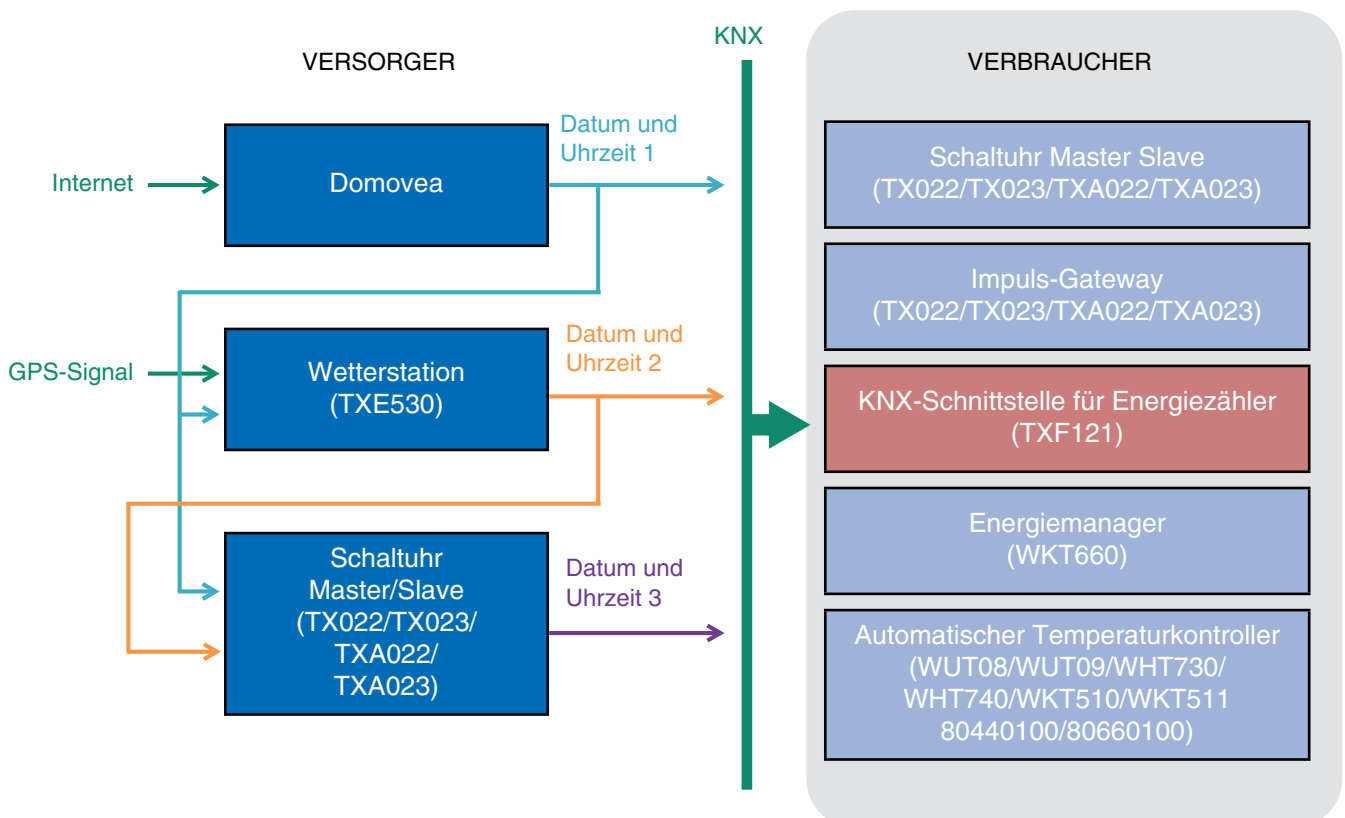 KNX
VERSORGER
VERBRAUCHER
Internet
Domovea
Datum und
Uhrzeit 1
GPS-Signal
Wetterstation
(TXE530)
Datum und
Uhrzeit 2
Schaltuhr
Master/Slave
(TX022/TX023/
TXA022/
TXA023)
Datum und
Uhrzeit 3
Schaltuhr Master Slave
(TX022/TX023/TXA022/TXA023)
Impuls-Gateway
(TX022/TX023/TXA022/TXA023)
KNX-Schnittstelle für Energiezähler
(TXF121)
Energiemanager
(WKT660)
Automatischer Temperaturkontroller
(WUT08/WUT09/WHT730/
WHT740/WKT510/WKT511
80440100/80660100)